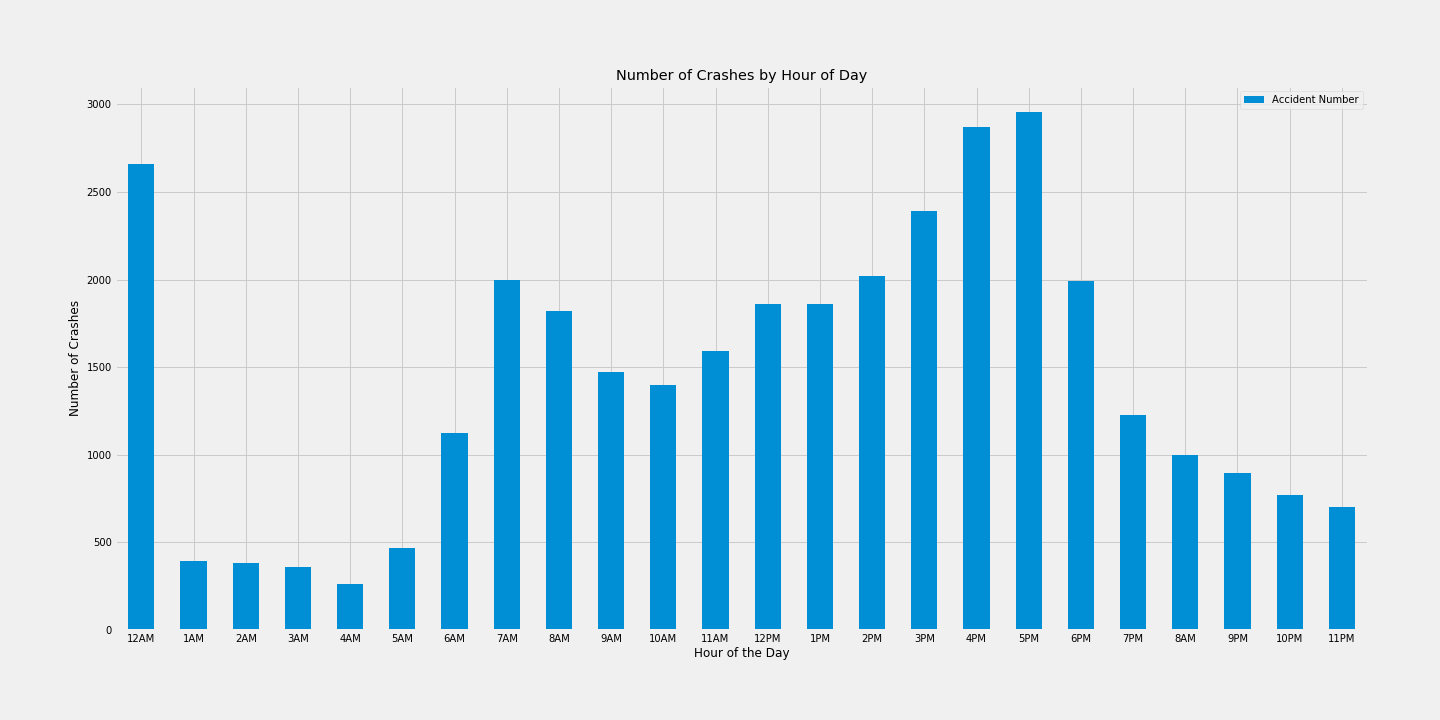 Number of Crashes by Hour of Day
Accident Number
Number of Crashes
3000
2500
2000
1500
1000
500
0
12AM 1AM 2AM 3AM 4AM 5AM 6AM 7AM 8AM 9AM 10AM 11AM 12PM 1PM 2PM 3PM 4PM 5PM 6PM 7PM 8AM 9PM 10PM 11PM
Hour of the Day